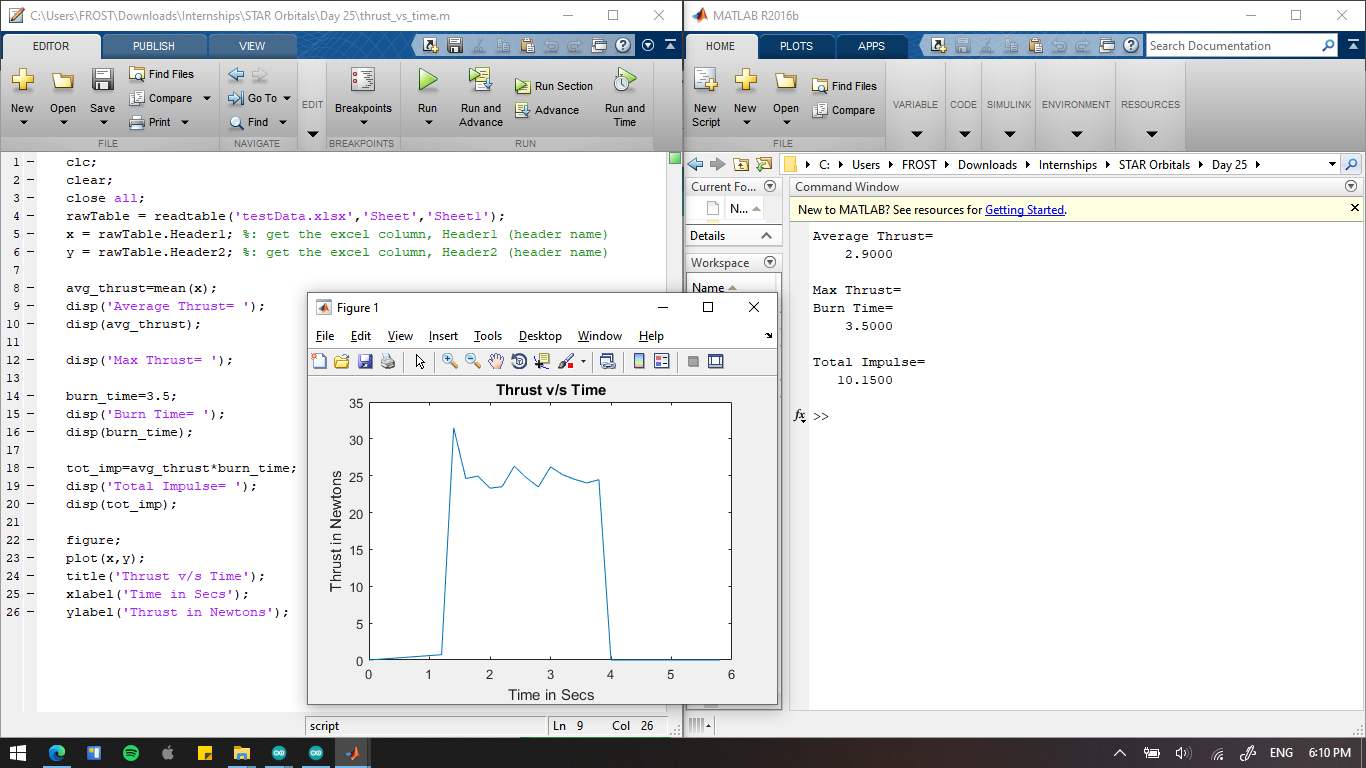 C:\Users\FROST\Downloads\Internships\STAR Orbitals\Day 25\thrust_vs_time.m
EDITOR PUBLISH VIEW
New Open Save
Find Files
Compare
Print
Go To
Find
EDIT
Breakpoints
Run
Run and Advance
Run Section
Advance
Run and Time
FILE NAVIGATE BREAKPOINTS RUN
1 clc;
2 clear;
3 close all;
4 rawTable = readtable('testData.xlsx','Sheet','Sheet1');
5 x = rawTable.Header1; %: get the excel column, Header1 (header name)
6 y = rawTable.Header2; %: get the excel column, Header2 (header name)
7
8 avg_thrust=mean(x);
9 disp('Average Thrust= ');
10 disp(avg_thrust);
11
12 disp('Max Thrust= ');
13
14 burn_time=3.5;
15 disp('Burn Time= ');
16 disp(burn_time);
17
18 tot_imp=avg_thrust*burn_time;
19 disp('Total Impulse= ');
20 disp(tot_imp);
21
22 figure;
23 plot(x,y);
24 title('Thrust v/s Time');
25 xlabel('Time in Secs');
26 ylabel('Thrust in Newtons');
script
Ln 9 Col 26
Figure 1
File Edit View Insert Tools Desktop Window Help
Thrust v/s Time
35
30
25
20
15
10
5
0
Thrust in Newtons
0 1 2 3 4 5 6
Time in Secs
MATLAB R2016b
HOME PLOTS APPS
Search Documentation
New Script
New
Open
Find Files
Compare
VARIABLE CODE SIMULINK ENVIRONMENT RESOURCES
FILE
C: Users FROST Downloads Internships STAR Orbitals Day 25
Current Fo...
N...
Details
Workspace
Name
Command Window
New to MATLAB? See resources for Getting Started.
Average Thrust=
2.9000
Max Thrust=
Burn Time=
3.5000
Total Impulse=
10.1500
fx >>
ENG 6:10 PM